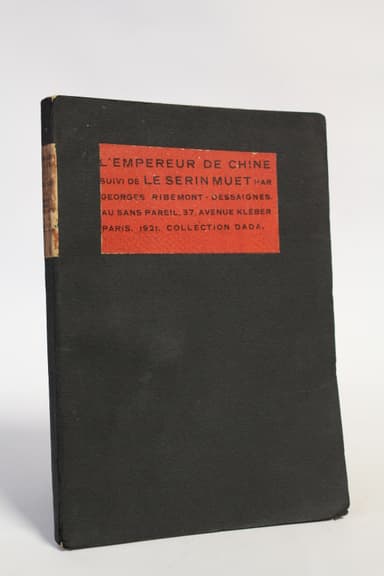 L'EMPEREUR DE CHINE
SUIVI DE LE SERIN MUET PAR
GEORGES RIBEMONT-DESSAIGNES.
AU SANS PAREIL, 37, AVENUE KLÉBER
PARIS. 1921. COLLECTION DADA.